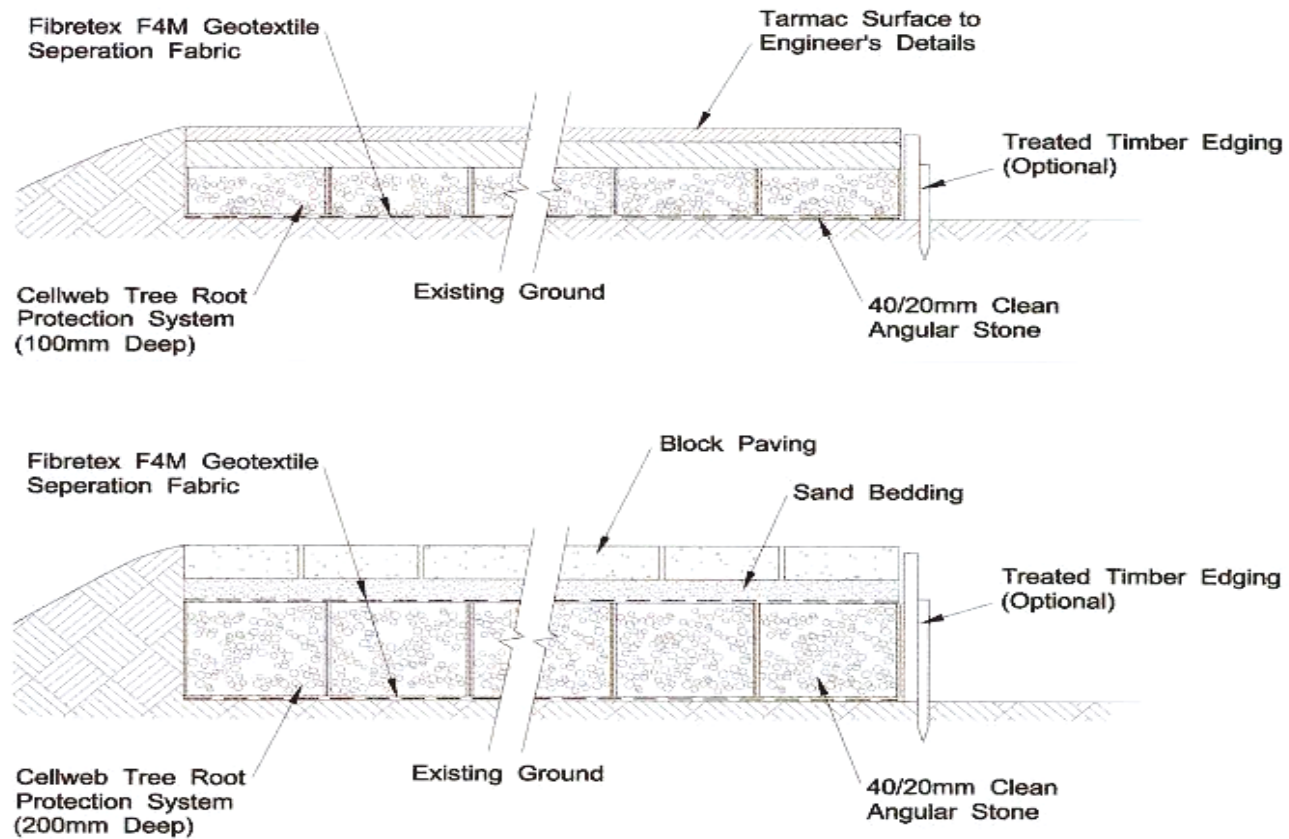 Fibretex F4M Geotextile
Seperation Fabric
Tarmac Surface to
Engineer's Details
Treated Timber Edging
(Optional)
Cellweb Tree Root
Protection System
(100mm Deep)
Existing Ground
40/20mm Clean
Angular Stone
Fibretex F4M Geotextile
Seperation Fabric
Block Paving
Sand Bedding
Treated Timber Edging
(Optional)
Cellweb Tree Root
Protection System
(200mm Deep)
Existing Ground
40/20mm Clean
Angular Stone